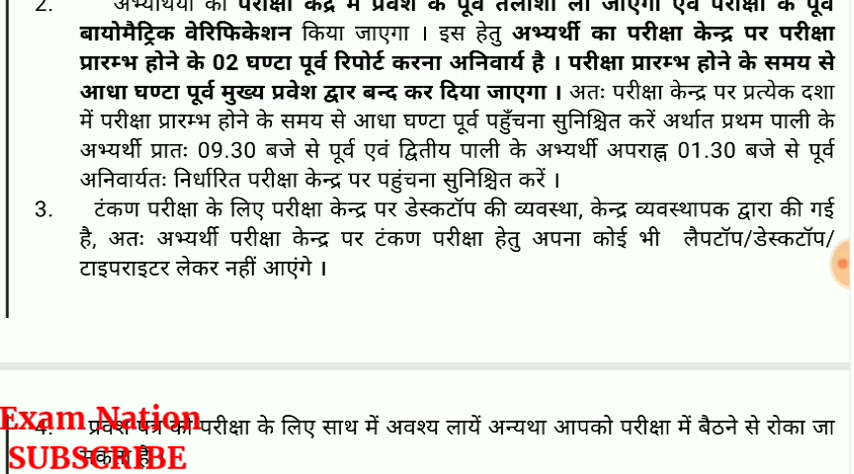 2. अभ्यर्थियों की परीक्षा केंद्र में प्रवेश के पूर्व तलाशी ली जाएगी एवं परीक्षा के पूर्व
बायोमैट्रिक वेरिफिकेशन किया जाएगा । इस हेतु अभ्यर्थी का परीक्षा केन्द्र पर परीक्षा
प्रारम्भ होने के 02 घण्टा पूर्व रिपोर्ट करना अनिवार्य है । परीक्षा प्रारम्भ होने के समय से
आधा घण्टा पूर्व मुख्य प्रवेश द्वार बन्द कर दिया जाएगा । अतः परीक्षा केन्द्र पर प्रत्येक दशा
में परीक्षा प्रारम्भ होने के समय से आधा घण्टा पूर्व पहुँचना सुनिश्चित करें अर्थात प्रथम पाली के
अभ्यर्थी प्रातः 09.30 बजे से पूर्व एवं द्वितीय पाली के अभ्यर्थी अपराह्न 01.30 बजे से पूर्व
अनिवार्यतः निर्धारित परीक्षा केन्द्र पर पहुंचना सुनिश्चित करें ।
3. टंकण परीक्षा के लिए परीक्षा केन्द्र पर डेस्कटॉप की व्यवस्था, केन्द्र व्यवस्थापक द्वारा की गई
है, अतः अभ्यर्थी परीक्षा केन्द्र पर टंकण परीक्षा हेतु अपना कोई भी लैपटॉप/डेस्कटॉप/
टाइपराइटर लेकर नहीं आएंगे ।
Exam Nation
4. प्रवेश पत्र को परीक्षा के लिए साथ में अवश्य लायें अन्यथा आपको परीक्षा में बैठने से रोका जा
SUBSCRIBE
सकता है